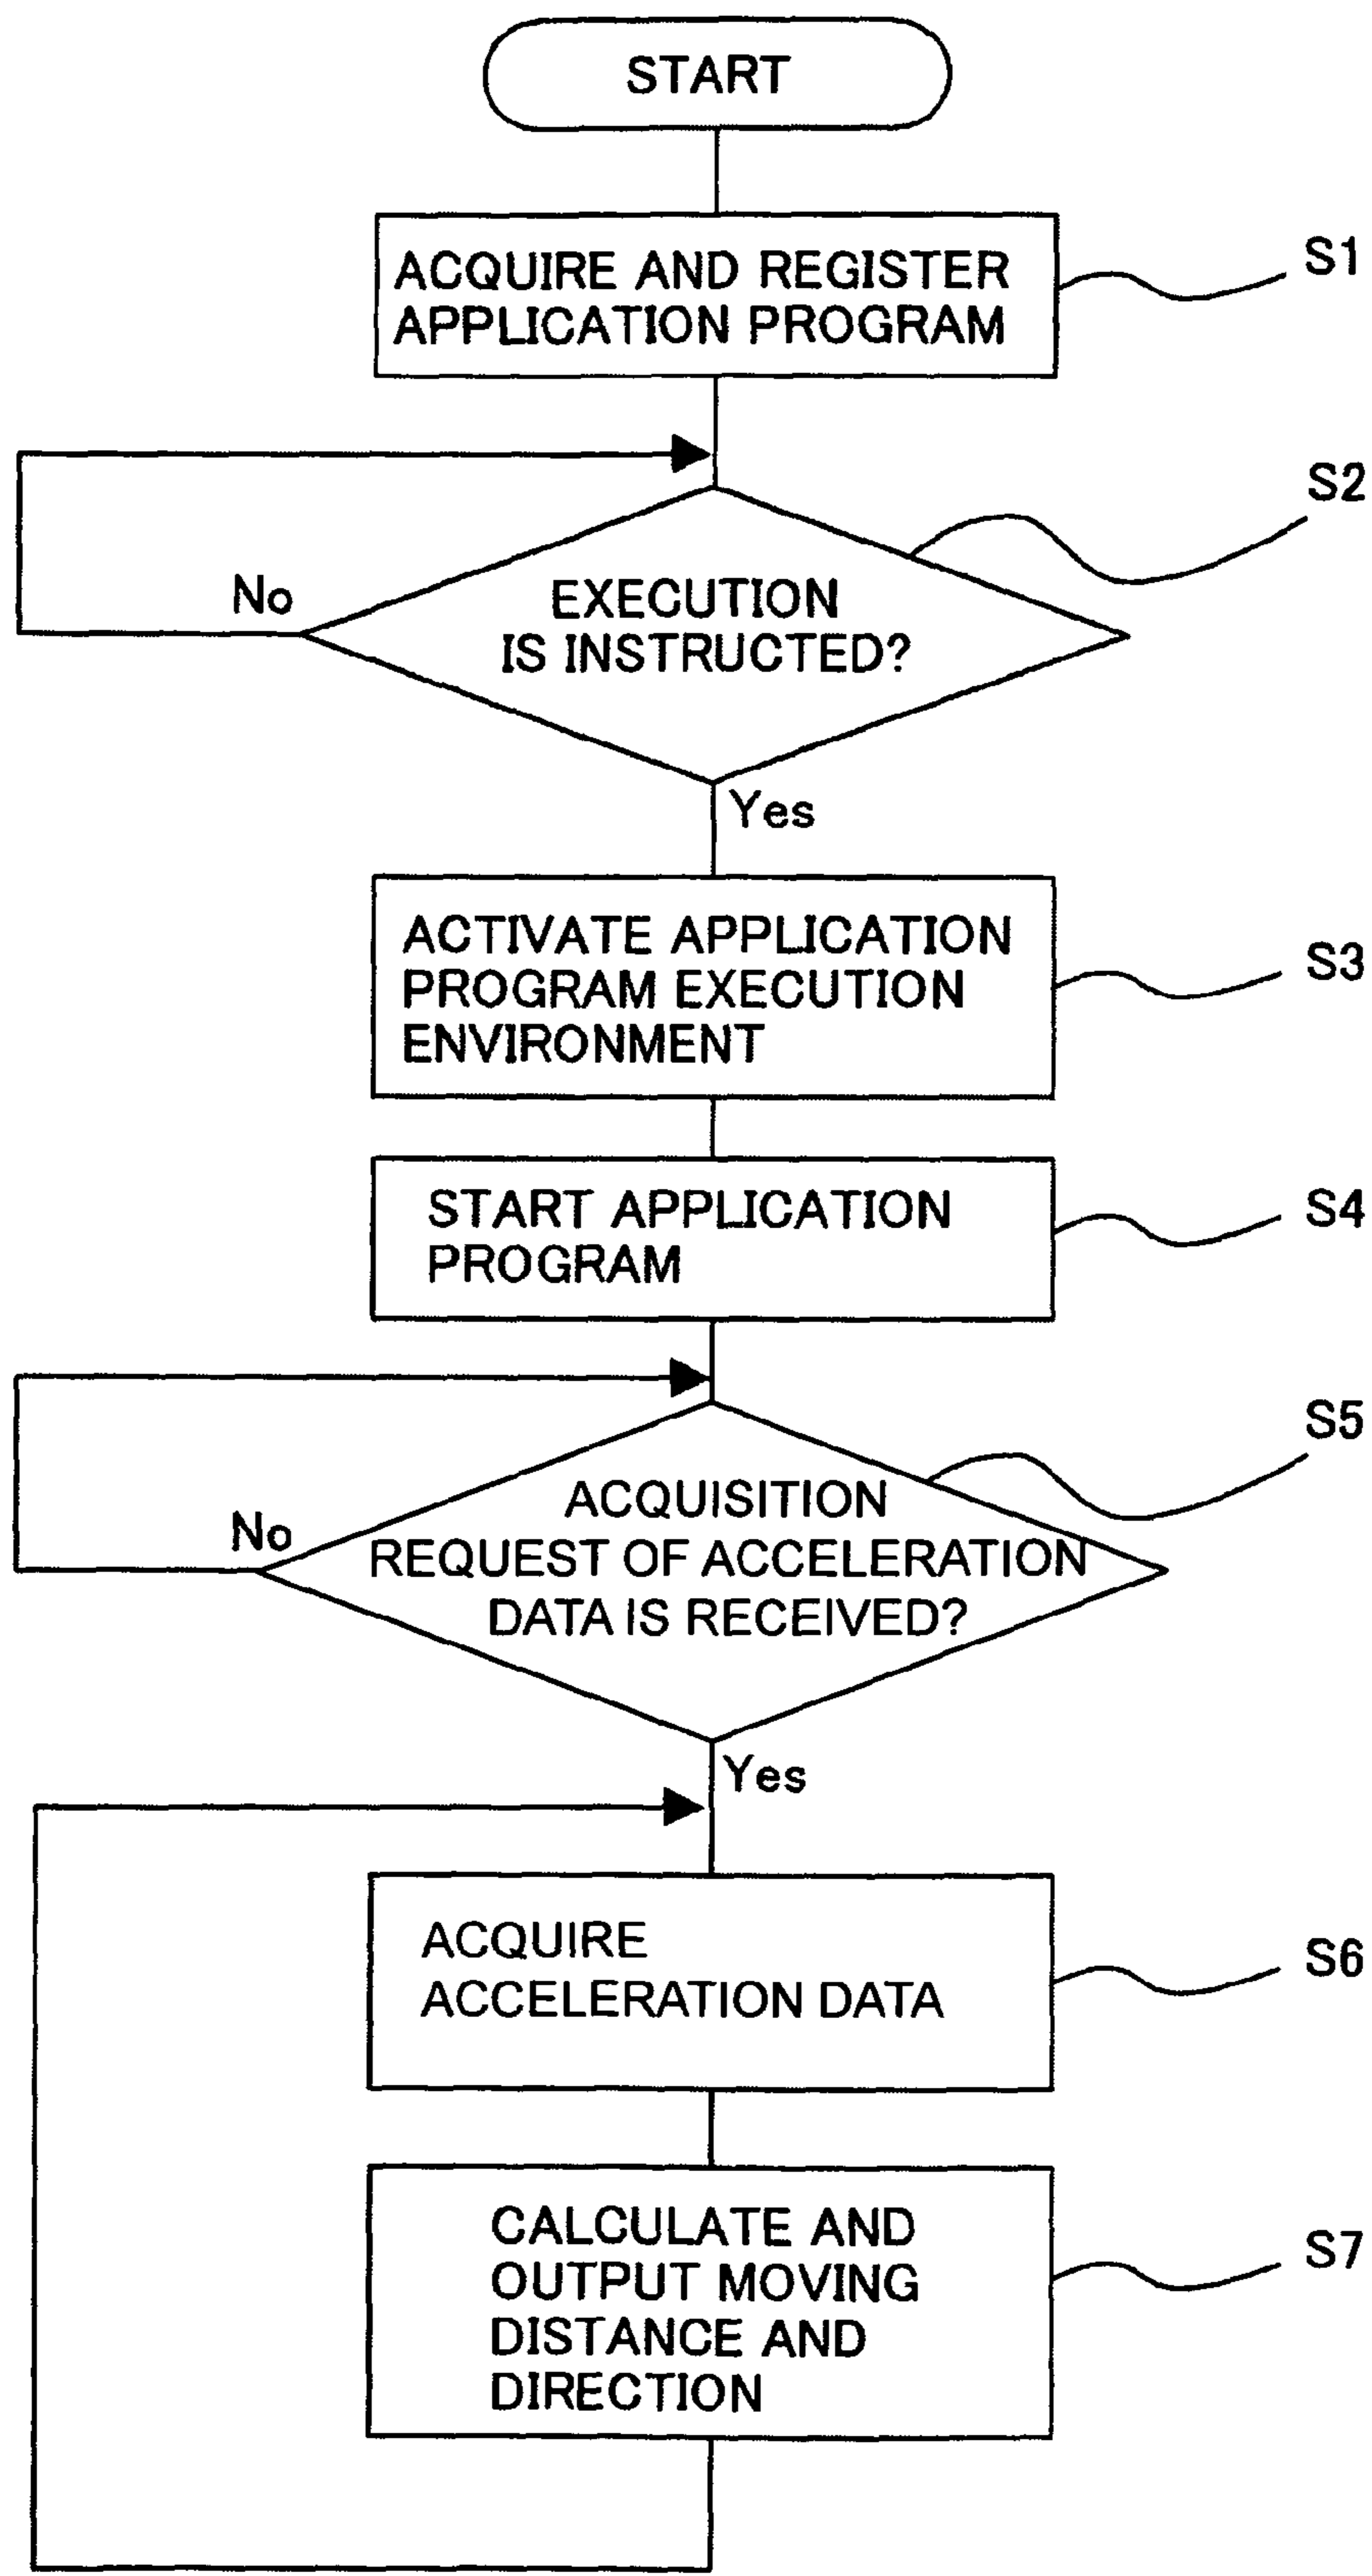 START
ACQUIRE AND REGISTER
APPLICATION PROGRAM
S1
S2
No
EXECUTION
IS INSTRUCTED?
Yes
ACTIVATE APPLICATION
PROGRAM EXECUTION
ENVIRONMENT
S3
START APPLICATION
PROGRAM
S4
S5
No
ACQUISITION
REQUEST OF ACCELERATION
DATA IS RECEIVED?
Yes
ACQUIRE
ACCELERATION DATA
S6
CALCULATE AND
OUTPUT MOVING
DISTANCE AND
DIRECTION
S7